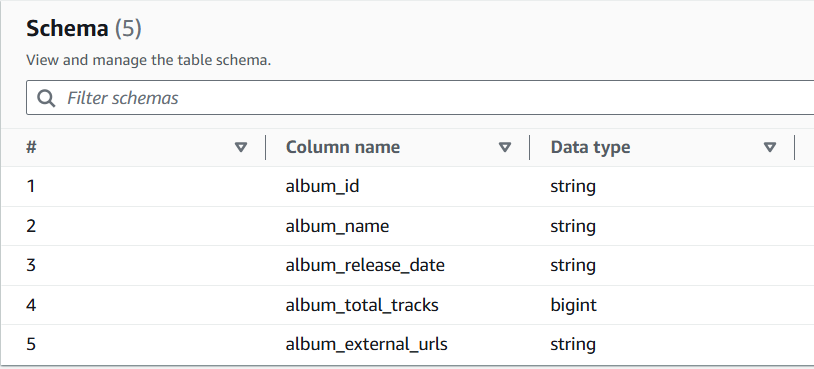 Schema (5)
View and manage the table schema.
Filter schemas
# Column name Data type
1 album_id string
2 album_name string
3 album_release_date string
4 album_total_tracks bigint
5 album_external_urls string